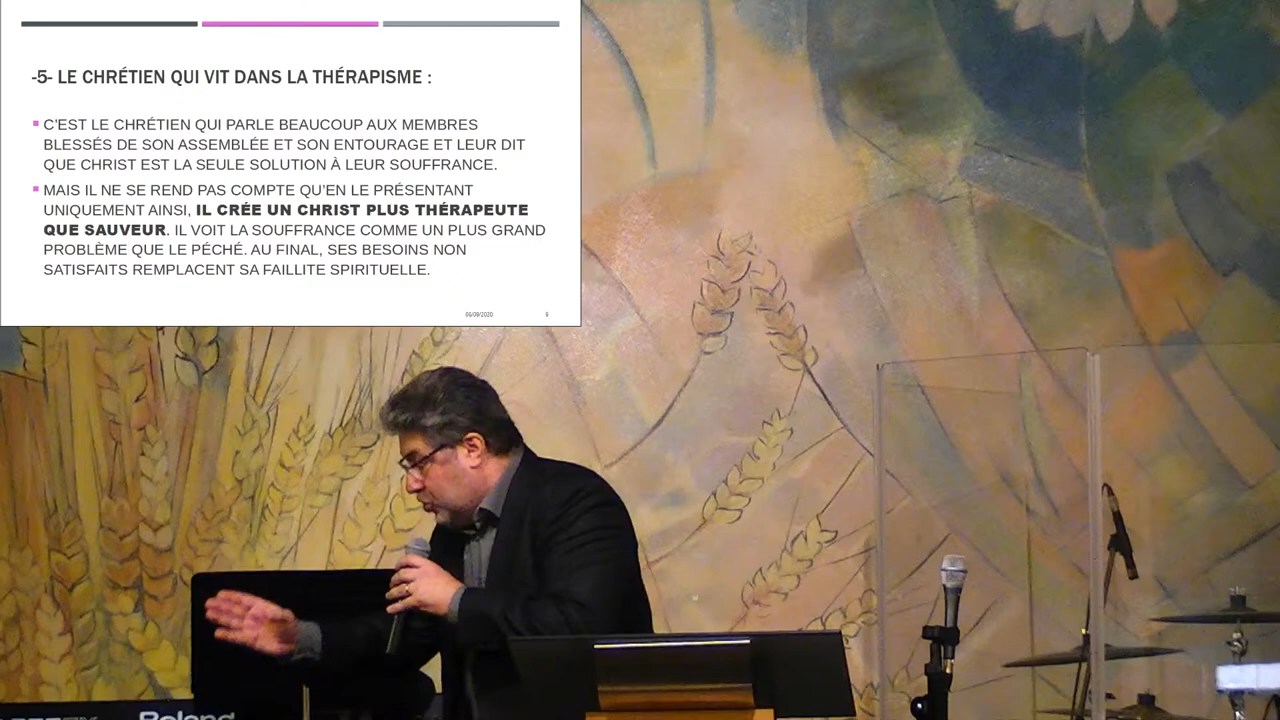 -5- LE CHRÉTIEN QUI VIT DANS LA THÉRAPISME :
C'EST LE CHRÉTIEN QUI PARLE BEAUCOUP AUX MEMBRES
BLESSÉS DE SON ASSEMBLÉE ET SON ENTOURAGE ET LEUR DIT
QUE CHRIST EST LA SEULE SOLUTION À LEUR SOUFFRANCE.
MAIS IL NE SE REND PAS COMPTE QU'EN LE PRÉSENTANT
UNIQUEMENT AINSI, IL CRÉE UN CHRIST PLUS THÉRAPEUTE
QUE SAUVEUR. IL VOIT LA SOUFFRANCE COMME UN PLUS GRAND
PROBLÈME QUE LE PÉCHÉ. AU FINAL, SES BESOINS NON
SATISFAITS REMPLACENT SA FAILLITE SPIRITUELLE.
06/09/2020
9
Roland